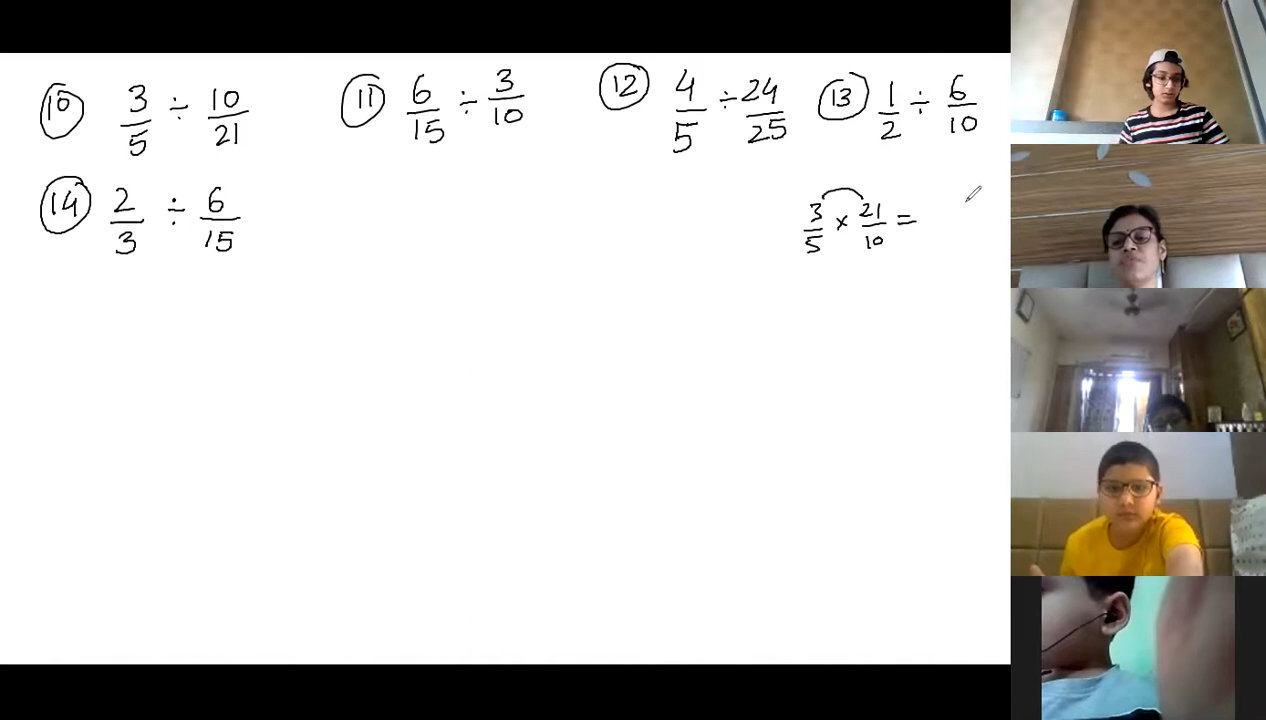 ⑩ 3/5 ÷ 10/21 ⑪ 6/15 ÷ 3/10 ⑫ 4/5 ÷ 24/25 ⑬ 1/2 ÷ 6/10
⑭ 2/3 ÷ 6/15 3/5 × 21/10 =